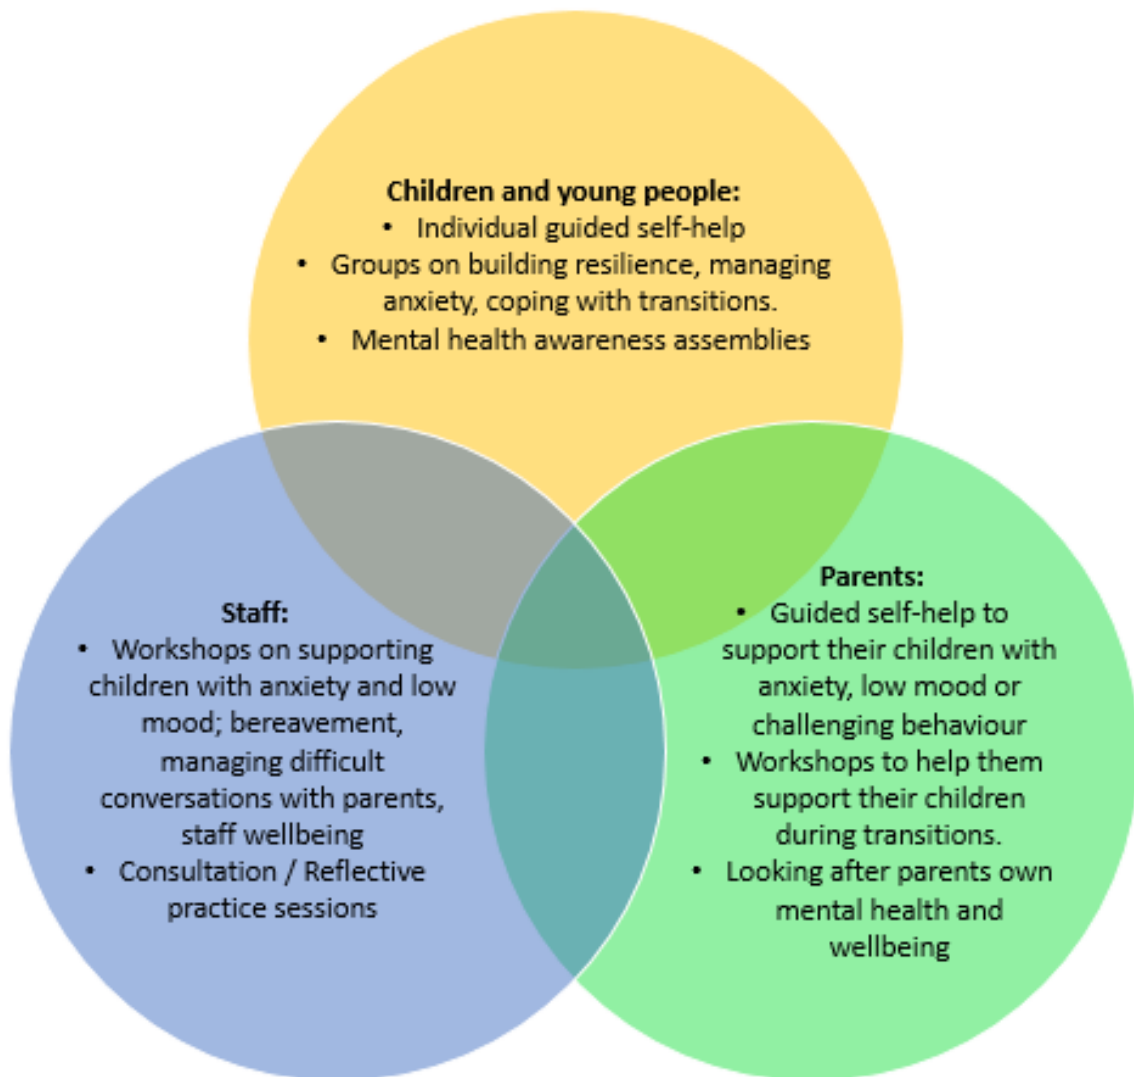 Children and young people:
• Individual guided self-help
• Groups on building resilience, managing
anxiety, coping with transitions.
• Mental health awareness assemblies
Staff:
• Workshops on supporting
children with anxiety and low
mood; bereavement,
managing difficult
conversations with parents,
staff wellbeing
• Consultation / Reflective
practice sessions
Parents:
• Guided self-help to
support their children with
anxiety, low mood or
challenging behaviour
• Workshops to help them
support their children
during transitions.
• Looking after parents own
mental health and
wellbeing